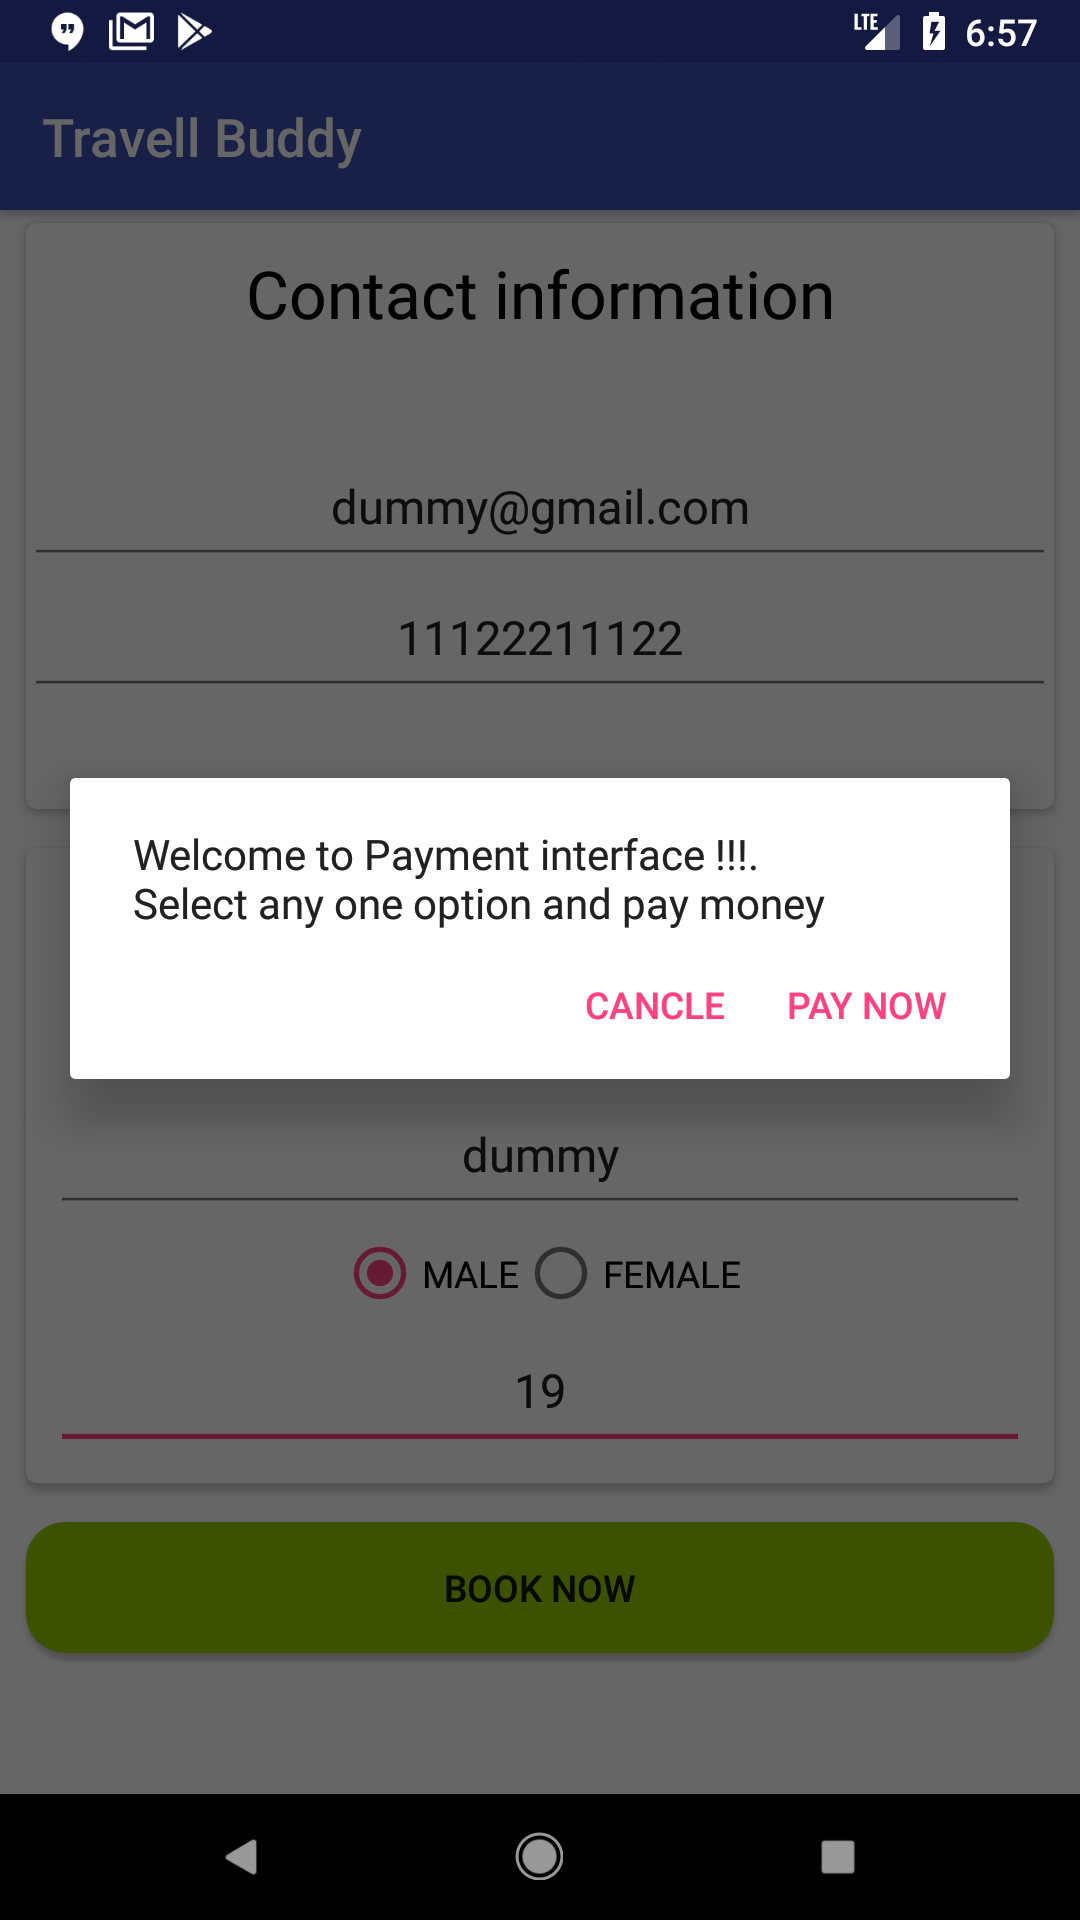 LTE 6:57
Travell Buddy
Contact information
dummy@gmail.com
11122211122
Welcome to Payment interface !!!.
Select any one option and pay money
CANCLE PAY NOW
dummy
MALE FEMALE
19
BOOK NOW